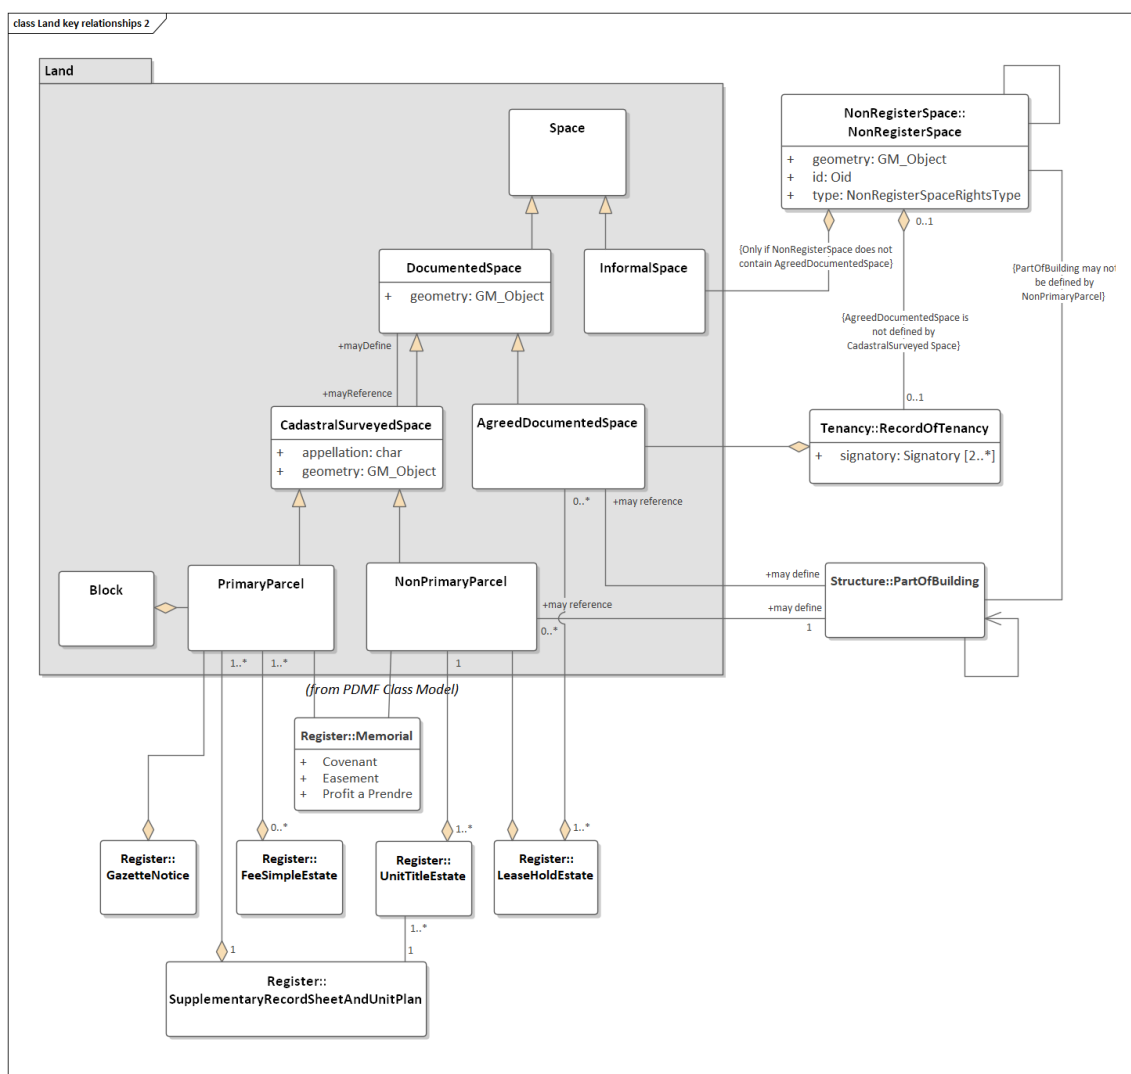 class Land key relationships 2
Land
Space
NonRegisterSpace::
NonRegisterSpace
+ geometry: GM_Object
+ id: Oid
+ type: NonRegisterSpaceRightsType
0..1
{Only if NonRegisterSpace does not
contain AgreedDocumentedSpace}
{PartOfBuilding may not
be defined by
NonPrimaryParcel}
DocumentedSpace
+ geometry: GM_Object
InformalSpace
{AgreedDocumentedSpace is
not defined by
CadastralSurveyed Space}
+mayDefine
+mayReference
0..1
CadastralSurveyedSpace
+ appellation: char
+ geometry: GM_Object
AgreedDocumentedSpace
Tenancy::RecordOfTenancy
+ signatory: Signatory [2..*]
0..*
+may reference
Block
PrimaryParcel
NonPrimaryParcel
+may define
Structure::PartOfBuilding
+may reference
+may define
0..*
1
1..*
1..*
1
(from PDMF Class Model)
Register::Memorial
+ Covenant
+ Easement
+ Profit a Prendre
0..*
1..*
1..*
Register::
GazetteNotice
Register::
FeeSimpleEstate
Register::
UnitTitleEstate
Register::
LeaseHoldEstate
1..*
1
1
Register::
SupplementaryRecordSheetAndUnitPlan